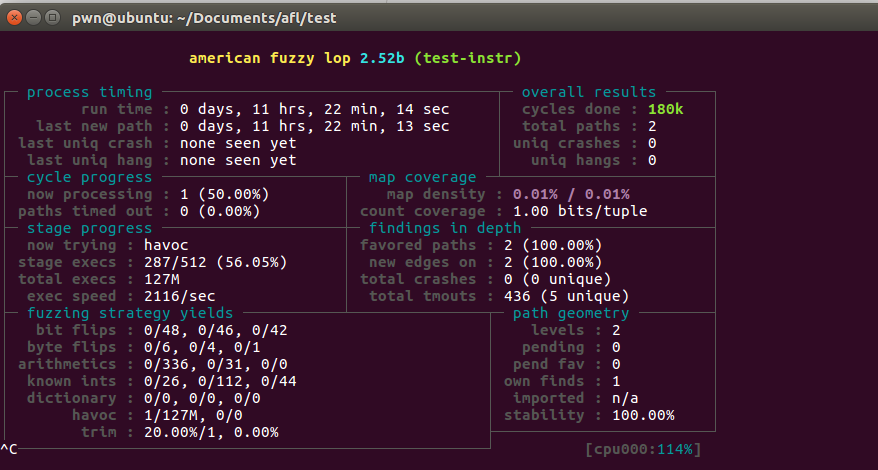 pwn@ubuntu: ~/Documents/afl/test
american fuzzy lop 2.52b (test-instr)
process timing overall results
run time : 0 days, 11 hrs, 22 min, 14 sec cycles done : 180k
last new path : 0 days, 11 hrs, 22 min, 13 sec total paths : 2
last uniq crash : none seen yet uniq crashes : 0
last uniq hang : none seen yet uniq hangs : 0
cycle progress map coverage
now processing : 1 (50.00%) map density : 0.01% / 0.01%
paths timed out : 0 (0.00%) count coverage : 1.00 bits/tuple
stage progress findings in depth
now trying : havoc favored paths : 2 (100.00%)
stage execs : 287/512 (56.05%) new edges on : 2 (100.00%)
total execs : 127M total crashes : 0 (0 unique)
exec speed : 2116/sec total tmouts : 436 (5 unique)
fuzzing strategy yields path geometry
bit flips : 0/48, 0/46, 0/42 levels : 2
byte flips : 0/6, 0/4, 0/1 pending : 0
arithmetics : 0/336, 0/31, 0/0 pend fav : 0
known ints : 0/26, 0/112, 0/44 own finds : 1
dictionary : 0/0, 0/0, 0/0 imported : n/a
havoc : 1/127M, 0/0 stability : 100.00%
trim : 20.00%/1, 0.00%
^C [cpu000:114%]